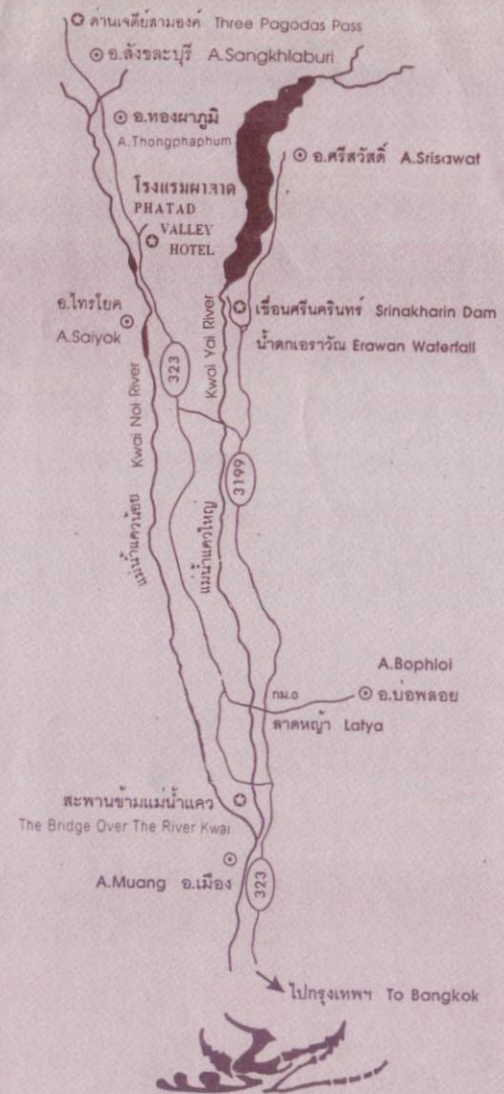 ด่านเจดีย์สามองค์ Three Pagodas Pass
อ.สังขละบุรี A.Sangkhlaburi
อ.ทองผาภูมิ
A.Thongphaphum
อ.ศรีสวัสดิ์ A.Srisawat
โรงแรมผาลาด
PHATAD
VALLEY
HOTEL
อ.ไทรโยค
A.Saiyok
Kwai Yai River
เขื่อนศรีนครินทร์ Srinakharin Dam
น้ำตกเอราวัณ Erawan Waterfall
323
Kwai Noi River
3199
แม่น้ำแควน้อย
แม่น้ำแควใหญ่
A.Bophloi
กม.๐
อ.บ่อพลอย
ลาดหญ้า Latya
สะพานข้ามแม่น้ำแคว
The Bridge Over The River Kwai
A.Muang อ.เมือง
323
ไปกรุงเทพฯ To Bangkok